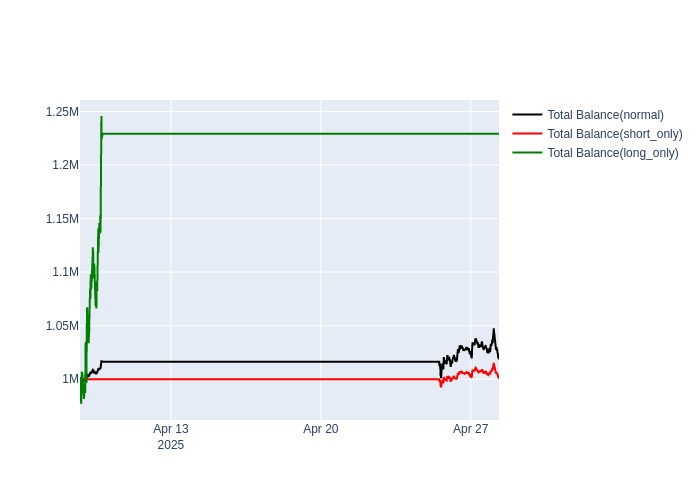 1.25M
1.2M
1.15M
1.1M
1.05M
1M
Apr 13
2025
Apr 20
Apr 27
Total Balance(normal)
Total Balance(short_only)
Total Balance(long_only)